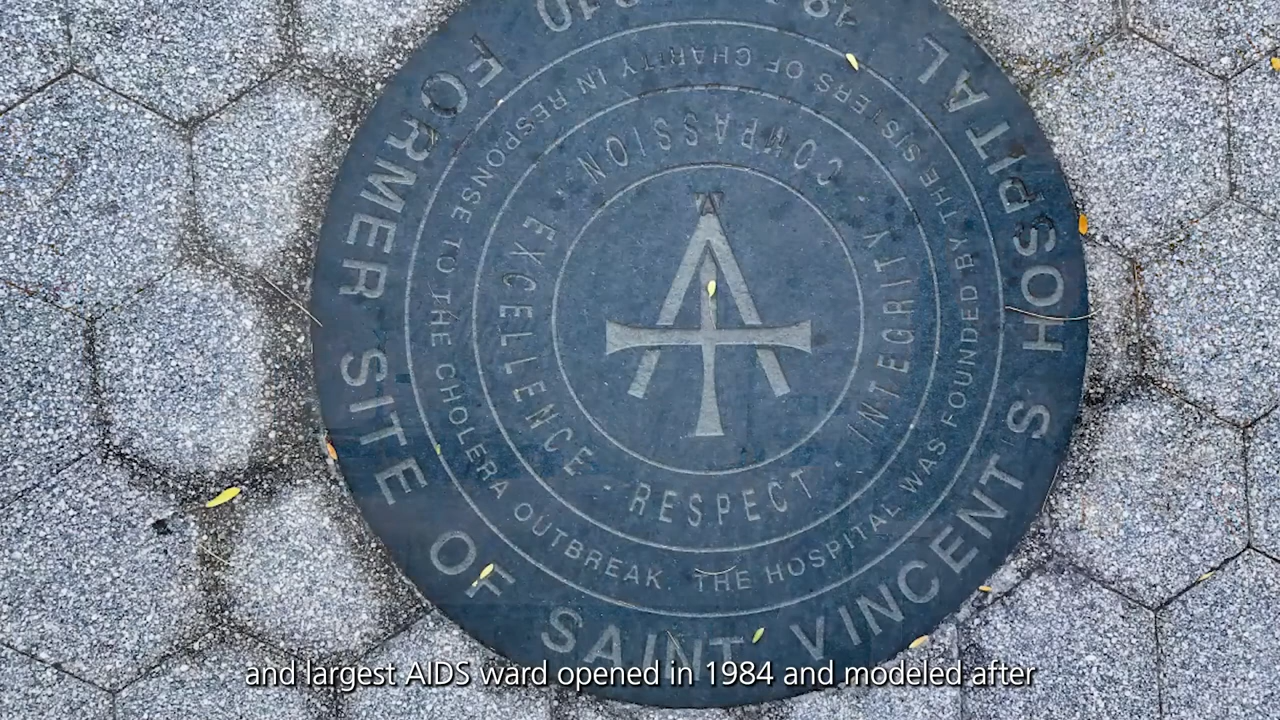 FORMER SITE OF SAINT VINCENT'S HOSPITAL
THE HOSPITAL WAS FOUNDED BY THE SISTERS OF CHARITY IN RESPONSE TO THE CHOLERA OUTBREAK.
RESPECT · INTEGRITY · COMPASSION · EXCELLENCE ·
and largest AIDS ward opened in 1984 and modeled after